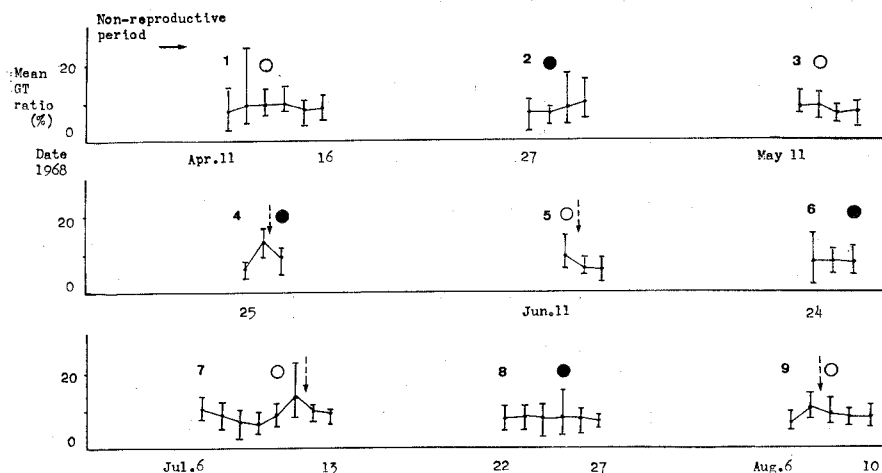 Non-reproductive
period
1
2
3
20
Mean
GT
ratio
(%)
0
Date
1968
Apr.11
16
27
May 11
4
5
6
20
0
25
Jun.11
24
7
8
9
20
0
Jul.6
13
22
27
Aug.6
10